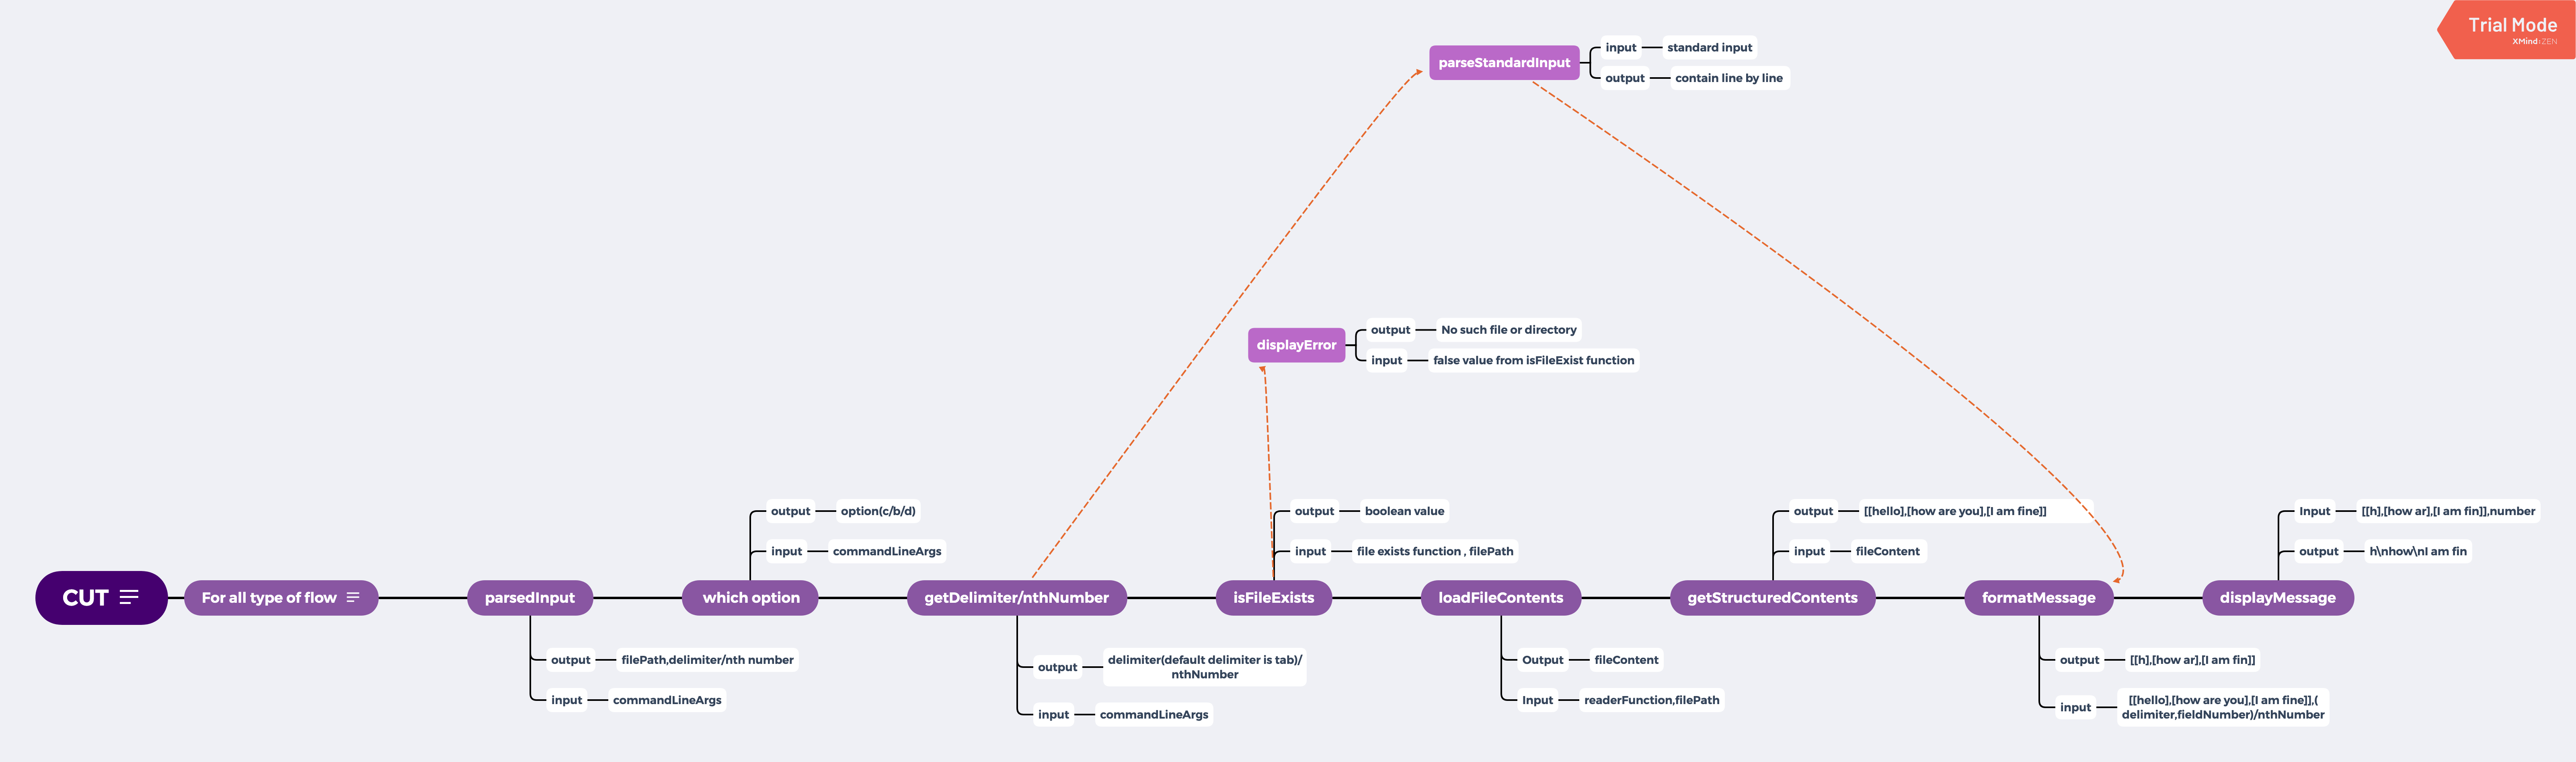 Trial Mode
XMind:ZEN
parseStandardInput
input
standard input
output
contain line by line
displayError
output
No such file or directory
input
false value from isFileExist function
CUT
For all type of flow
parsedInput
output
filePath,delimiter/nth number
input
commandLineArgs
which option
output
option(c/b/d)
input
commandLineArgs
getDelimiter/nthNumber
output
delimiter(default delimiter is tab)/
nthNumber
input
commandLineArgs
isFileExists
output
boolean value
input
file exists function , filePath
loadFileContents
Output
fileContent
Input
readerFunction,filePath
getStructuredContents
output
[[hello],[how are you],[I am fine]]
input
fileContent
formatMessage
output
[[h],[how ar],[I am fin]]
input
[[hello],[how are you],[I am fine]],(
delimiter,fieldNumber)/nthNumber
displayMessage
Input
[[h],[how ar],[I am fin]],number
output
h\nhow\nI am fin